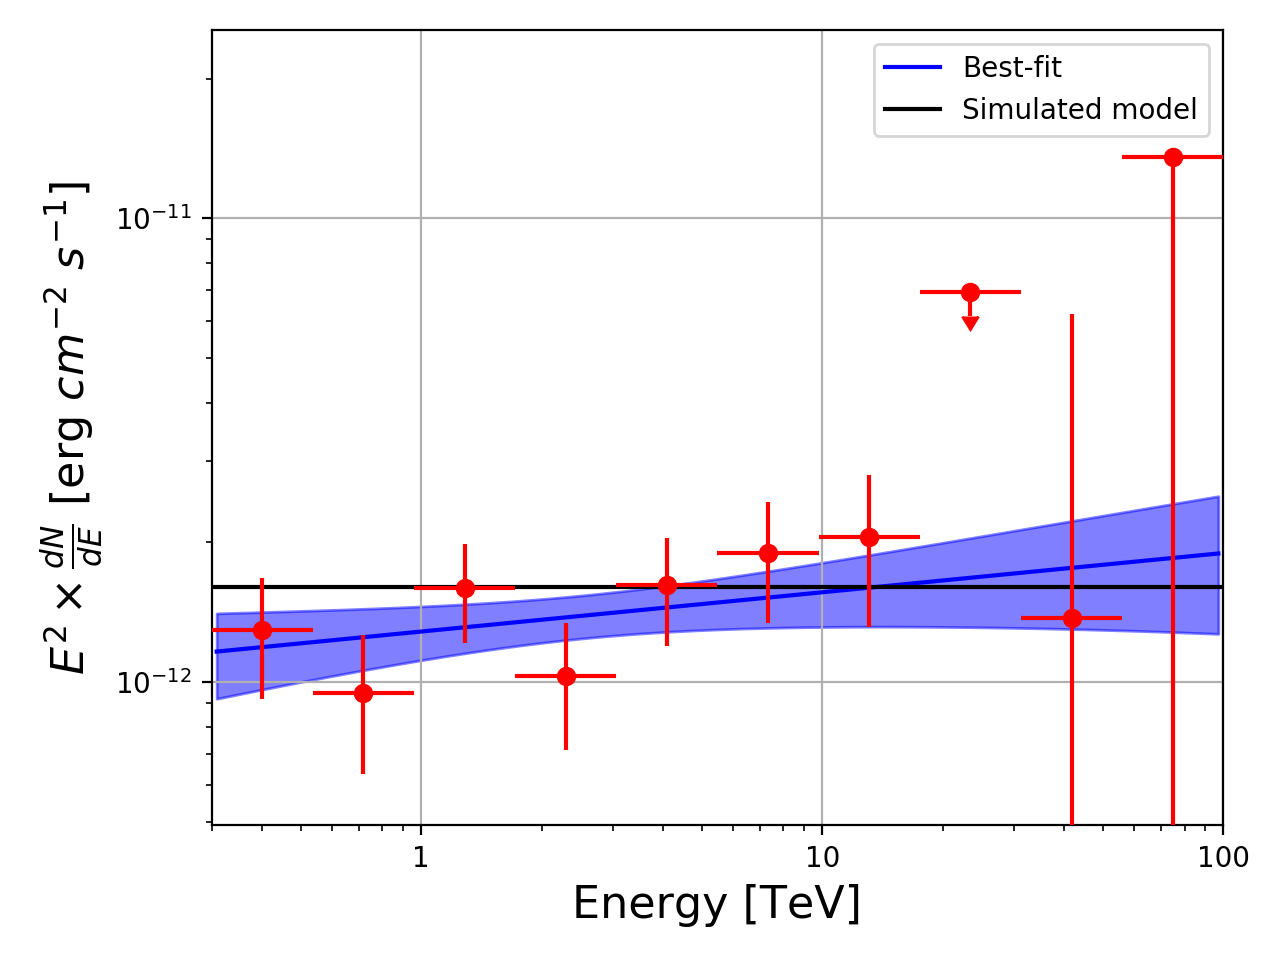 Best-fit
Simulated model
10⁻¹¹
10⁻¹²
E² × dN/dE [erg cm⁻² s⁻¹]
1
10
100
Energy [TeV]